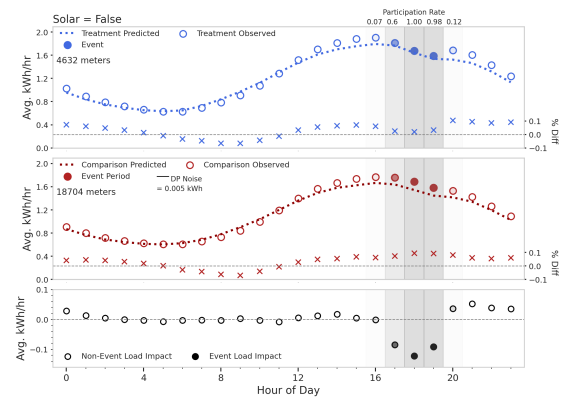 Participation Rate
Solar = False
0.07 0.6 1.00 0.98 0.12
2.0
1.6
1.2
0.8
0.4
0.0
Avg. kWh/hr
Treatment Predicted
Treatment Observed
Event
4632 meters
0.1
0.0
−0.1
% Diff
2.0
1.6
1.2
0.8
0.4
0.0
Avg. kWh/hr
Comparison Predicted
Comparison Observed
Event Period
DP Noise
= 0.005 kWh
18704 meters
0.1
0.0
−0.1
% Diff
0.1
0.0
−0.1
Avg. kWh/hr
Non-Event Load Impact
Event Load Impact
0 4 8 12 16 20
Hour of Day